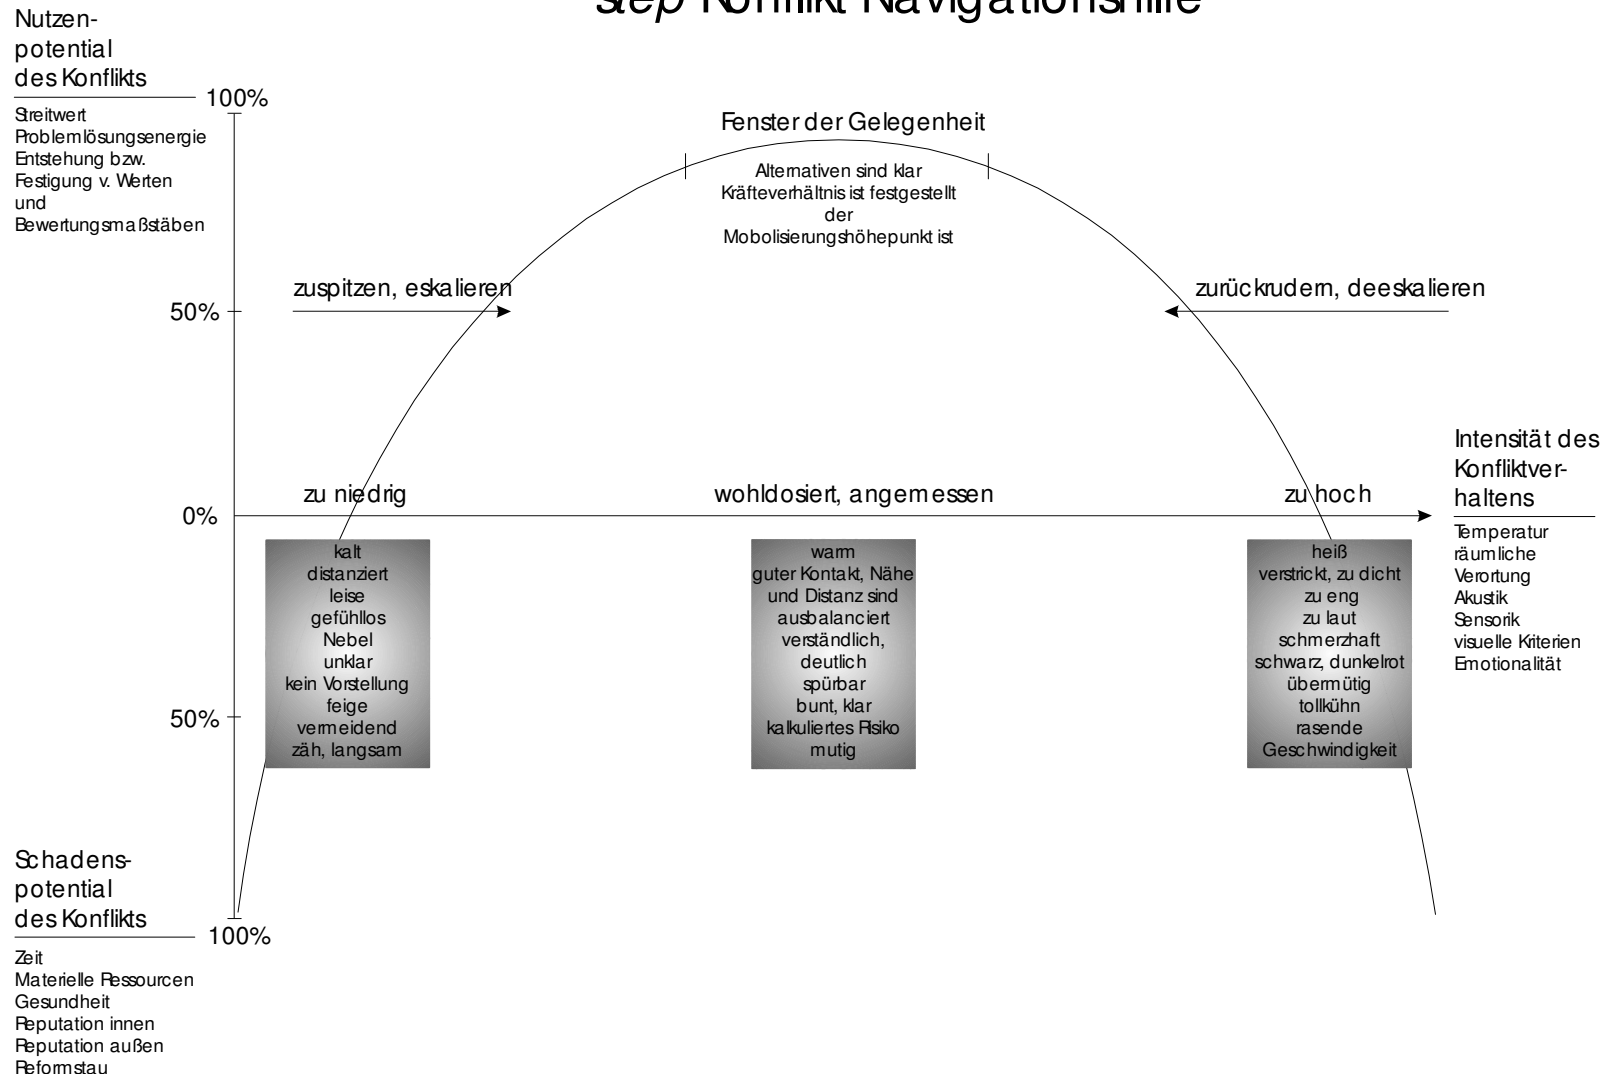 step Konflikt Navigationshilfe
Nutzen-
potential
des Konflikts
100%
Streitwert
Problemlösungsenergie
Entstehung bzw.
Festigung v. Werten
und
Bewertungsmaßstäben
Fenster der Gelegenheit
Alternativen sind klar
Kräfteverhältnis ist festgestellt
der
Mobolisierungshöhepunkt ist
zuspitzen, eskalieren
zurückrudern, deeskalieren
50%
zu niedrig
wohldosiert, angemessen
zu hoch
0%
Intensität des
Konfliktver-
haltens
Temperatur
räumliche
Verortung
Akustik
Sensorik
visuelle Kriterien
Emotionalität
kalt
distanziert
leise
gefühllos
Nebel
unklar
kein Vorstellung
feige
vermeidend
zäh, langsam
warm
guter Kontakt, Nähe
und Distanz sind
ausbalanciert
verständlich,
deutlich
spürbar
bunt, klar
kalkuliertes Risiko
mutig
heiß
verstrickt, zu dicht
zu eng
zu laut
schmerzhaft
schwarz, dunkelrot
übermütig
tollkühn
rasende
Geschwindigkeit
50%
Schadens-
potential
des Konflikts
100%
Zeit
Materielle Ressourcen
Gesundheit
Reputation innen
Reputation außen
Reformstau